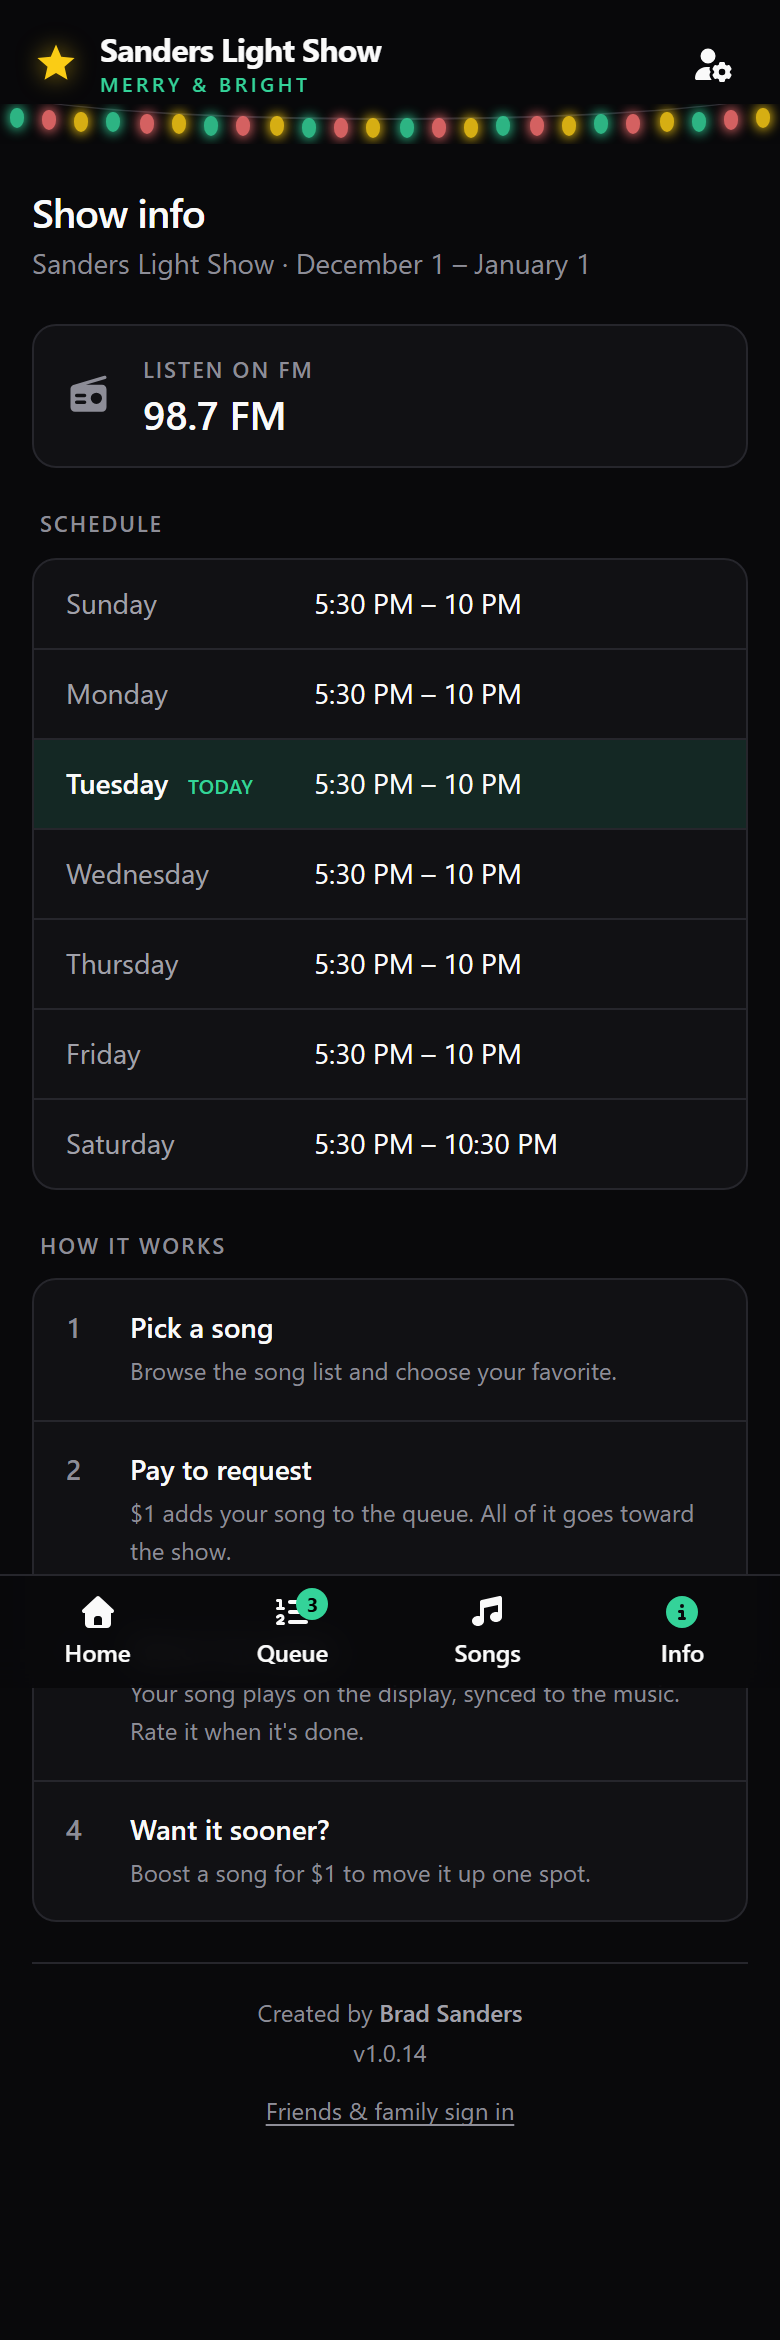 Sanders Light Show
MERRY & BRIGHT
Show info
Sanders Light Show · December 1 – January 1
LISTEN ON FM
98.7 FM
SCHEDULE
Sunday 5:30 PM – 10 PM
Monday 5:30 PM – 10 PM
Tuesday TODAY 5:30 PM – 10 PM
Wednesday 5:30 PM – 10 PM
Thursday 5:30 PM – 10 PM
Friday 5:30 PM – 10 PM
Saturday 5:30 PM – 10:30 PM
HOW IT WORKS
1 Pick a song
Browse the song list and choose your favorite.
2 Pay to request
$1 adds your song to the queue. All of it goes toward
the show.
3
Home Queue Songs Info
Your song plays on the display, synced to the music.
Rate it when it's done.
4 Want it sooner?
Boost a song for $1 to move it up one spot.
Created by Brad Sanders
v1.0.14
Friends & family sign in